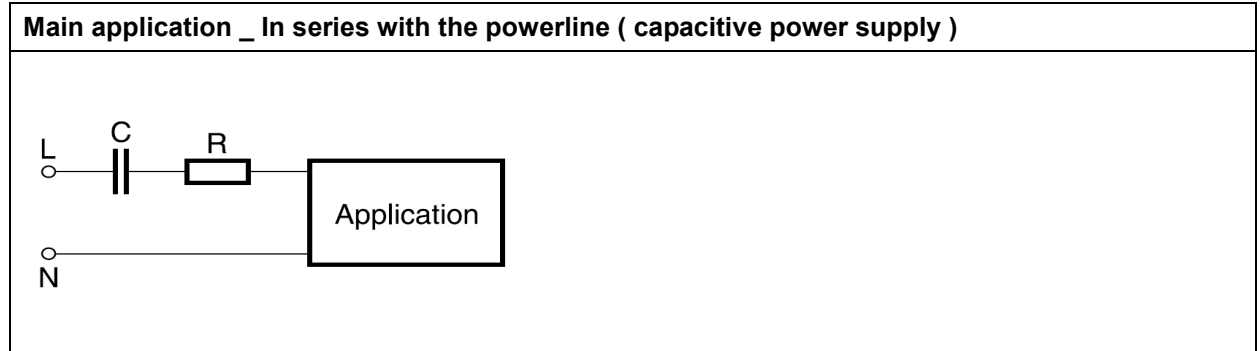 Main application _ In series with the powerline ( capacitive power supply )
C
R
L
Application
N